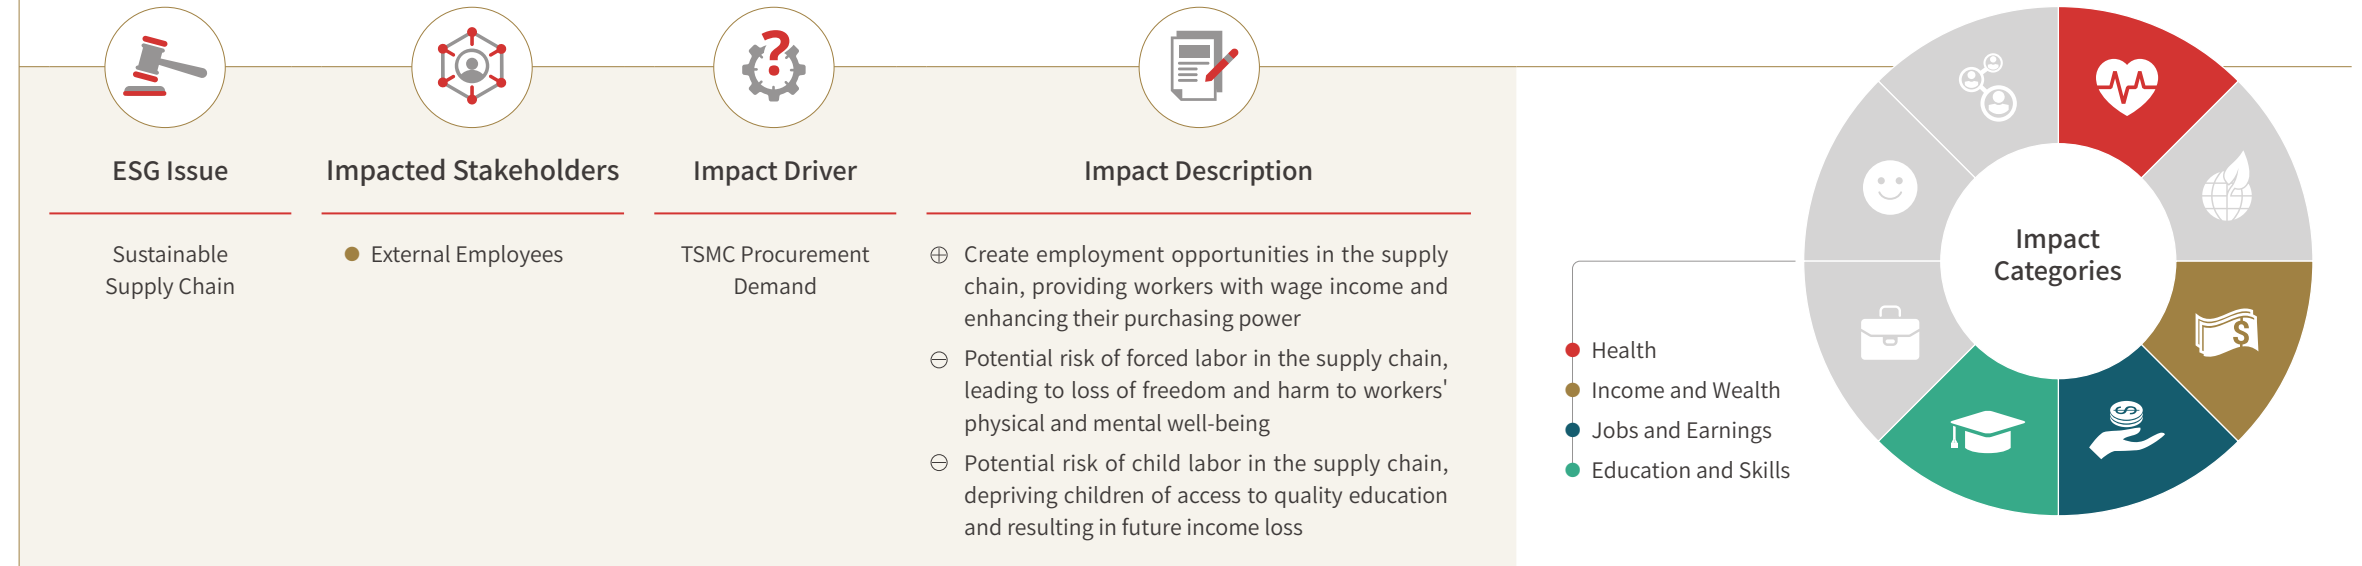 ESG Issue
Sustainable
Supply Chain
Impacted Stakeholders
External Employees
Impact Driver
TSMC Procurement
Demand
Impact Description
⊕ Create employment opportunities in the supply
chain, providing workers with wage income and
enhancing their purchasing power
⊖ Potential risk of forced labor in the supply chain,
leading to loss of freedom and harm to workers'
physical and mental well-being
⊖ Potential risk of child labor in the supply chain,
depriving children of access to quality education
and resulting in future income loss
Health
Income and Wealth
Jobs and Earnings
Education and Skills
Impact
Categories